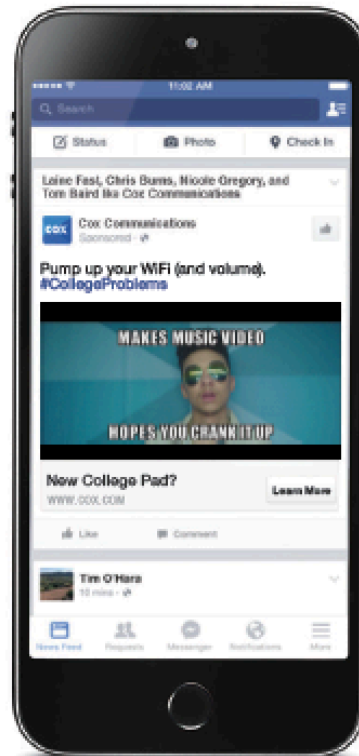 11:02 AM
Search
Status Photo Check In
Laine Fast, Chris Burns, Nicole Gregory, and
Tom Baird like Cox Communications
COX
Cox Communications
Sponsored ·
Pump up your WiFi (and volume).
#CollegeProblems
MAKES MUSIC VIDEO
HOPES YOU CRANK IT UP
New College Pad?
WWW.COX.COM
Learn More
Like Comment
Tim O'Hara
10 mins ·
News Feed Requests Messenger Notifications More